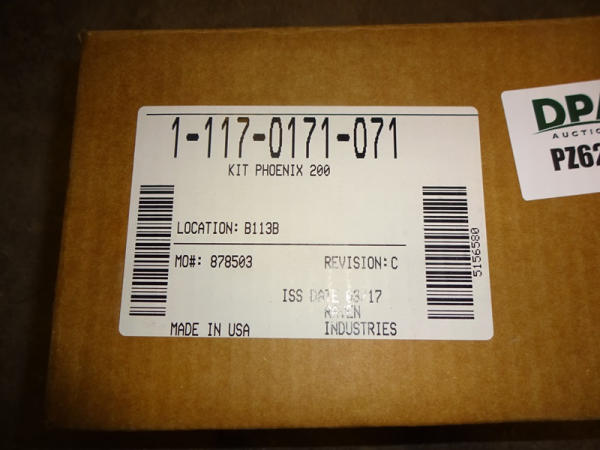 1-117-0171-071
KIT PHOENIX 200
LOCATION: B113B
MO#: 878503 REVISION: C
ISS DATE 03/17
RAVEN
MADE IN USA INDUSTRIES
5156580
DPA
AUCTIO
PZ62